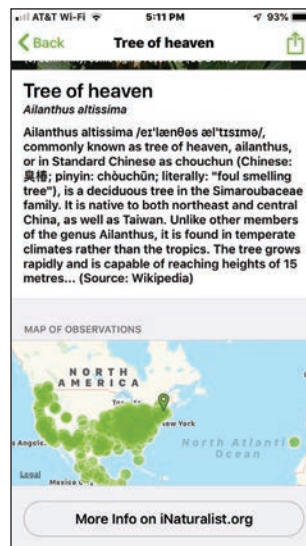 AT&T Wi-Fi 5:11 PM 93%
Back Tree of heaven
Tree of heaven
Ailanthus altissima
Ailanthus altissima /eɪˈlænθəs ælˈtɪsɪmə/,
commonly known as tree of heaven, ailanthus,
or in Standard Chinese as chouchun (Chinese:
臭椿; pinyin: chòuchūn; literally: "foul smelling
tree"), is a deciduous tree in the Simaroubaceae
family. It is native to both northeast and central
China, as well as Taiwan. Unlike other members
of the genus Ailanthus, it is found in temperate
climates rather than the tropics. The tree grows
rapidly and is capable of reaching heights of 15
metres... (Source: Wikipedia)
MAP OF OBSERVATIONS
NORTH
AMERICA
New York
Angeles
North Atlantic
Ocean
Legal
Mexico
More Info on iNaturalist.org